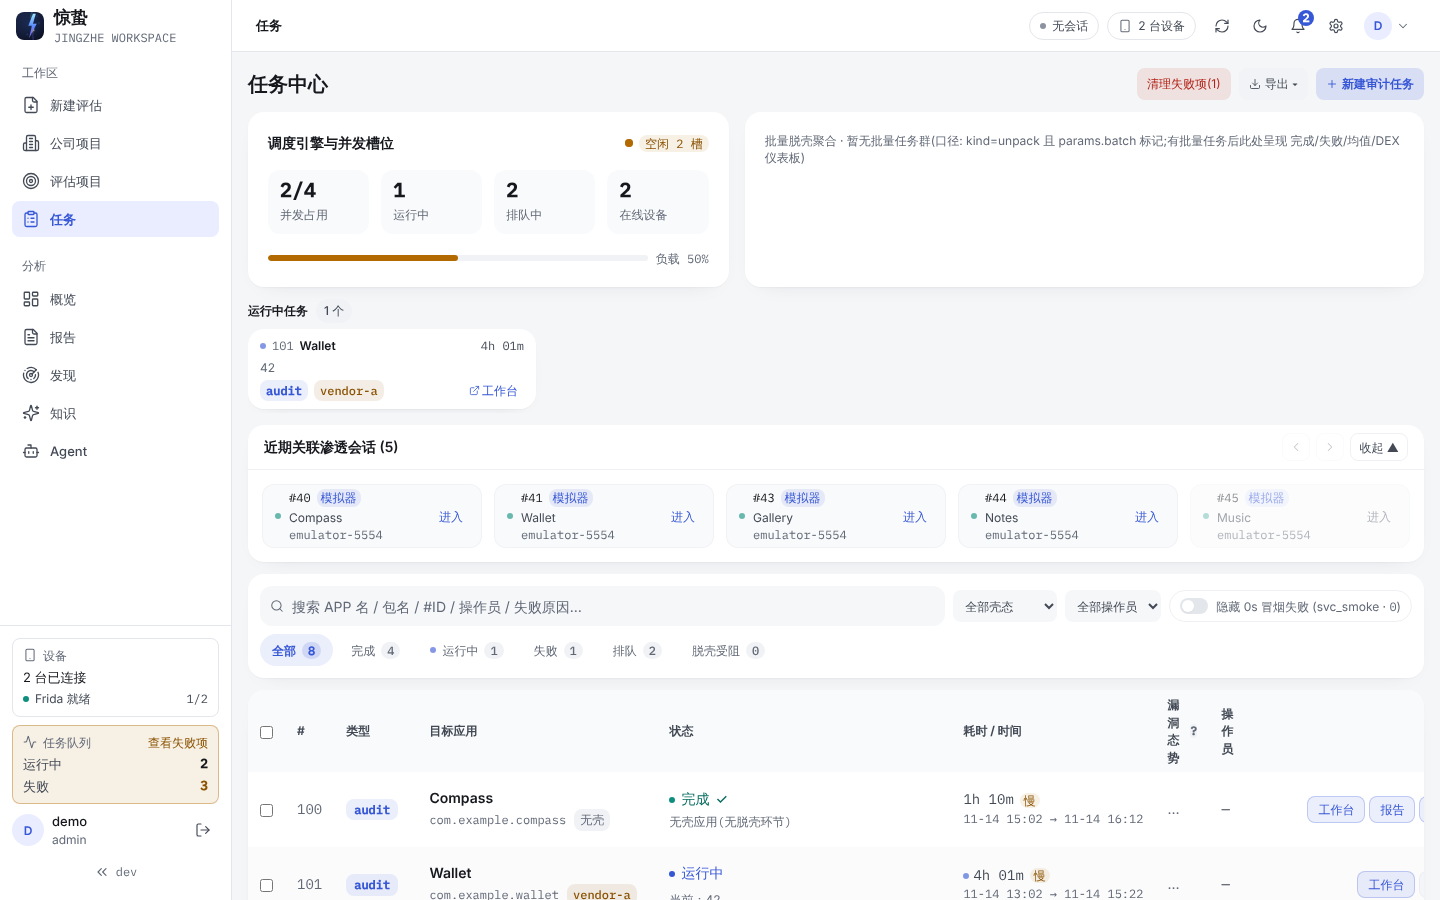 惊蛰
JINGZHE WORKSPACE
工作区
新建评估
公司项目
评估项目
任务
分析
概览
报告
发现
知识
Agent
设备
2 台已连接
Frida 就绪 1/2
任务队列 查看失败项
运行中 2
失败 3
D demo
admin
dev
任务
无会话
2 台设备
2
D
任务中心
清理失败项(1)
导出
+ 新建审计任务
调度引擎与并发槽位
空闲 2 槽
2/4
并发占用
1
运行中
2
排队中
2
在线设备
负载 50%
批量脱壳聚合 · 暂无批量任务群(口径: kind=unpack 且 params.batch 标记;有批量任务后此处呈现 完成/失败/均值/DEX
仪表板)
运行中任务 1 个
101 Wallet 4h 01m
42
audit vendor-a 工作台
近期关联渗透会话 (5)
收起 ▲
#40 模拟器
Compass 进入
emulator-5554
#41 模拟器
Wallet 进入
emulator-5554
#43 模拟器
Gallery 进入
emulator-5554
#44 模拟器
Notes 进入
emulator-5554
#45 模拟器
Music 进入
emulator-5554
搜索 APP 名 / 包名 / #ID / 操作员 / 失败原因...
全部壳态
全部操作员
隐藏 0s 冒烟失败 (svc_smoke · 0)
全部 8
完成 4
运行中 1
失败 1
排队 2
脱壳受阻 0
# 类型 目标应用 状态 耗时 / 时间 漏洞态势 ? 操作员
100 audit Compass 完成 ✓ 1h 10m 慢 ... — 工作台 报告
com.example.compass 无壳 无壳应用(无脱壳环节) 11-14 15:02 → 11-14 16:12
101 audit Wallet 运行中 4h 01m 慢 ... — 工作台
com.example.wallet vendor-a 当前 · 42 11-14 13:02 → 11-14 15:22